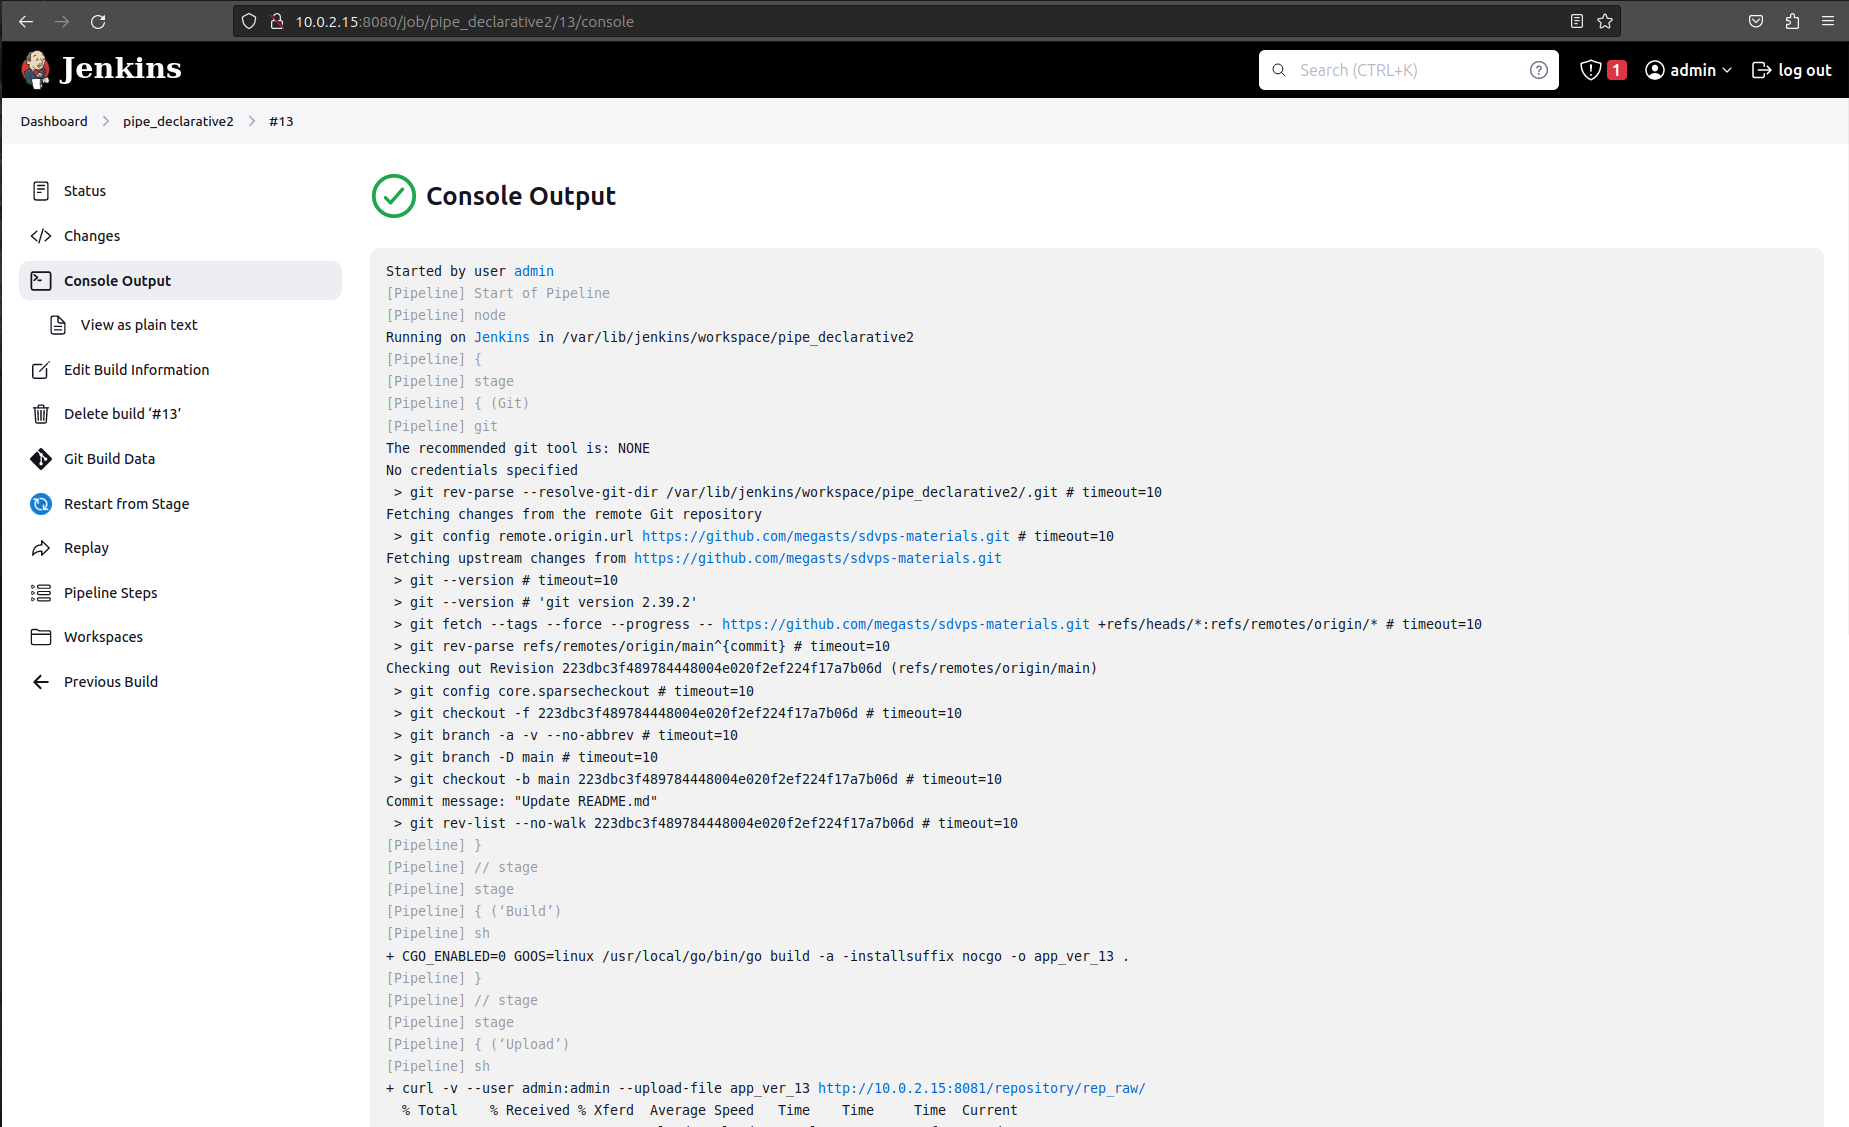 10.0.2.15:8080/job/pipe_declarative2/13/console
Jenkins
Search (CTRL+K)
?
1
admin
log out
Dashboard
pipe_declarative2
#13
Status
Changes
Console Output
View as plain text
Edit Build Information
Delete build ‘#13’
Git Build Data
Restart from Stage
Replay
Pipeline Steps
Workspaces
Previous Build
Console Output
Started by user admin
[Pipeline] Start of Pipeline
[Pipeline] node
Running on Jenkins in /var/lib/jenkins/workspace/pipe_declarative2
[Pipeline] {
[Pipeline] stage
[Pipeline] { (Git)
[Pipeline] git
The recommended git tool is: NONE
No credentials specified
> git rev-parse --resolve-git-dir /var/lib/jenkins/workspace/pipe_declarative2/.git # timeout=10
Fetching changes from the remote Git repository
> git config remote.origin.url https://github.com/megasts/sdvps-materials.git # timeout=10
Fetching upstream changes from https://github.com/megasts/sdvps-materials.git
> git --version # timeout=10
> git --version # 'git version 2.39.2'
> git fetch --tags --force --progress -- https://github.com/megasts/sdvps-materials.git +refs/heads/*:refs/remotes/origin/* # timeout=10
> git rev-parse refs/remotes/origin/main^{commit} # timeout=10
Checking out Revision 223dbc3f489784448004e020f2ef224f17a7b06d (refs/remotes/origin/main)
> git config core.sparsecheckout # timeout=10
> git checkout -f 223dbc3f489784448004e020f2ef224f17a7b06d # timeout=10
> git branch -a -v --no-abbrev # timeout=10
> git branch -D main # timeout=10
> git checkout -b main 223dbc3f489784448004e020f2ef224f17a7b06d # timeout=10
Commit message: "Update README.md"
> git rev-list --no-walk 223dbc3f489784448004e020f2ef224f17a7b06d # timeout=10
[Pipeline] }
[Pipeline] // stage
[Pipeline] stage
[Pipeline] { (‘Build’)
[Pipeline] sh
+ CGO_ENABLED=0 GOOS=linux /usr/local/go/bin/go build -a -installsuffix nocgo -o app_ver_13 .
[Pipeline] }
[Pipeline] // stage
[Pipeline] stage
[Pipeline] { (‘Upload’)
[Pipeline] sh
+ curl -v --user admin:admin --upload-file app_ver_13 http://10.0.2.15:8081/repository/rep_raw/
% Total % Received % Xferd Average Speed Time Time Time Current